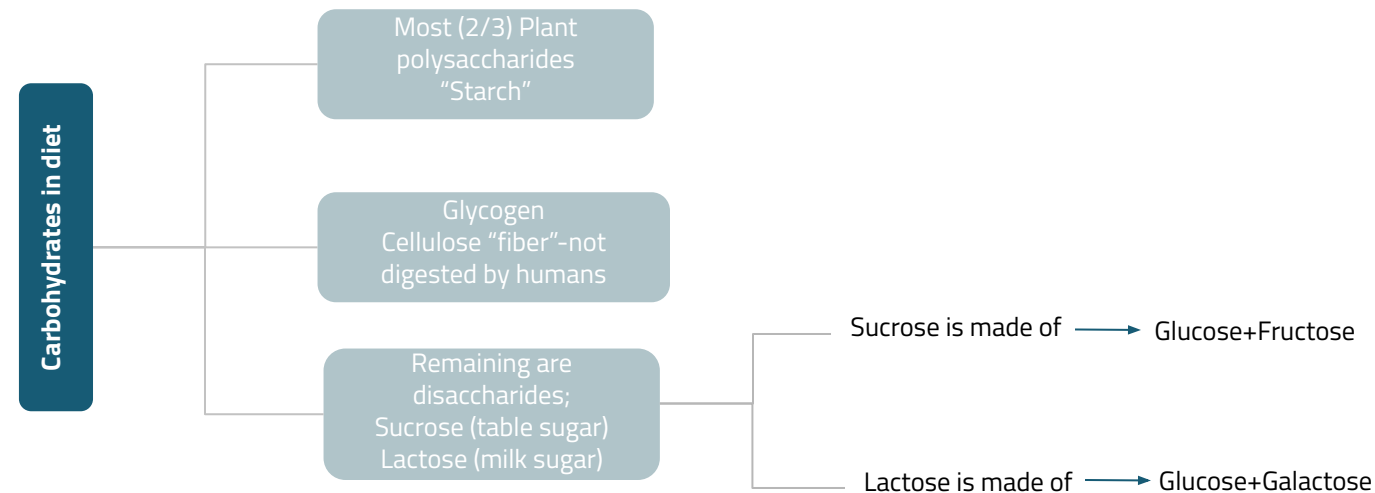 Carbohydrates in diet
Most (2/3) Plant
polysaccharides
“Starch”
Glycogen
Cellulose “fiber”-not
digested by humans
Remaining are
disaccharides;
Sucrose (table sugar)
Lactose (milk sugar)
Sucrose is made of
Glucose+Fructose
Lactose is made of
Glucose+Galactose